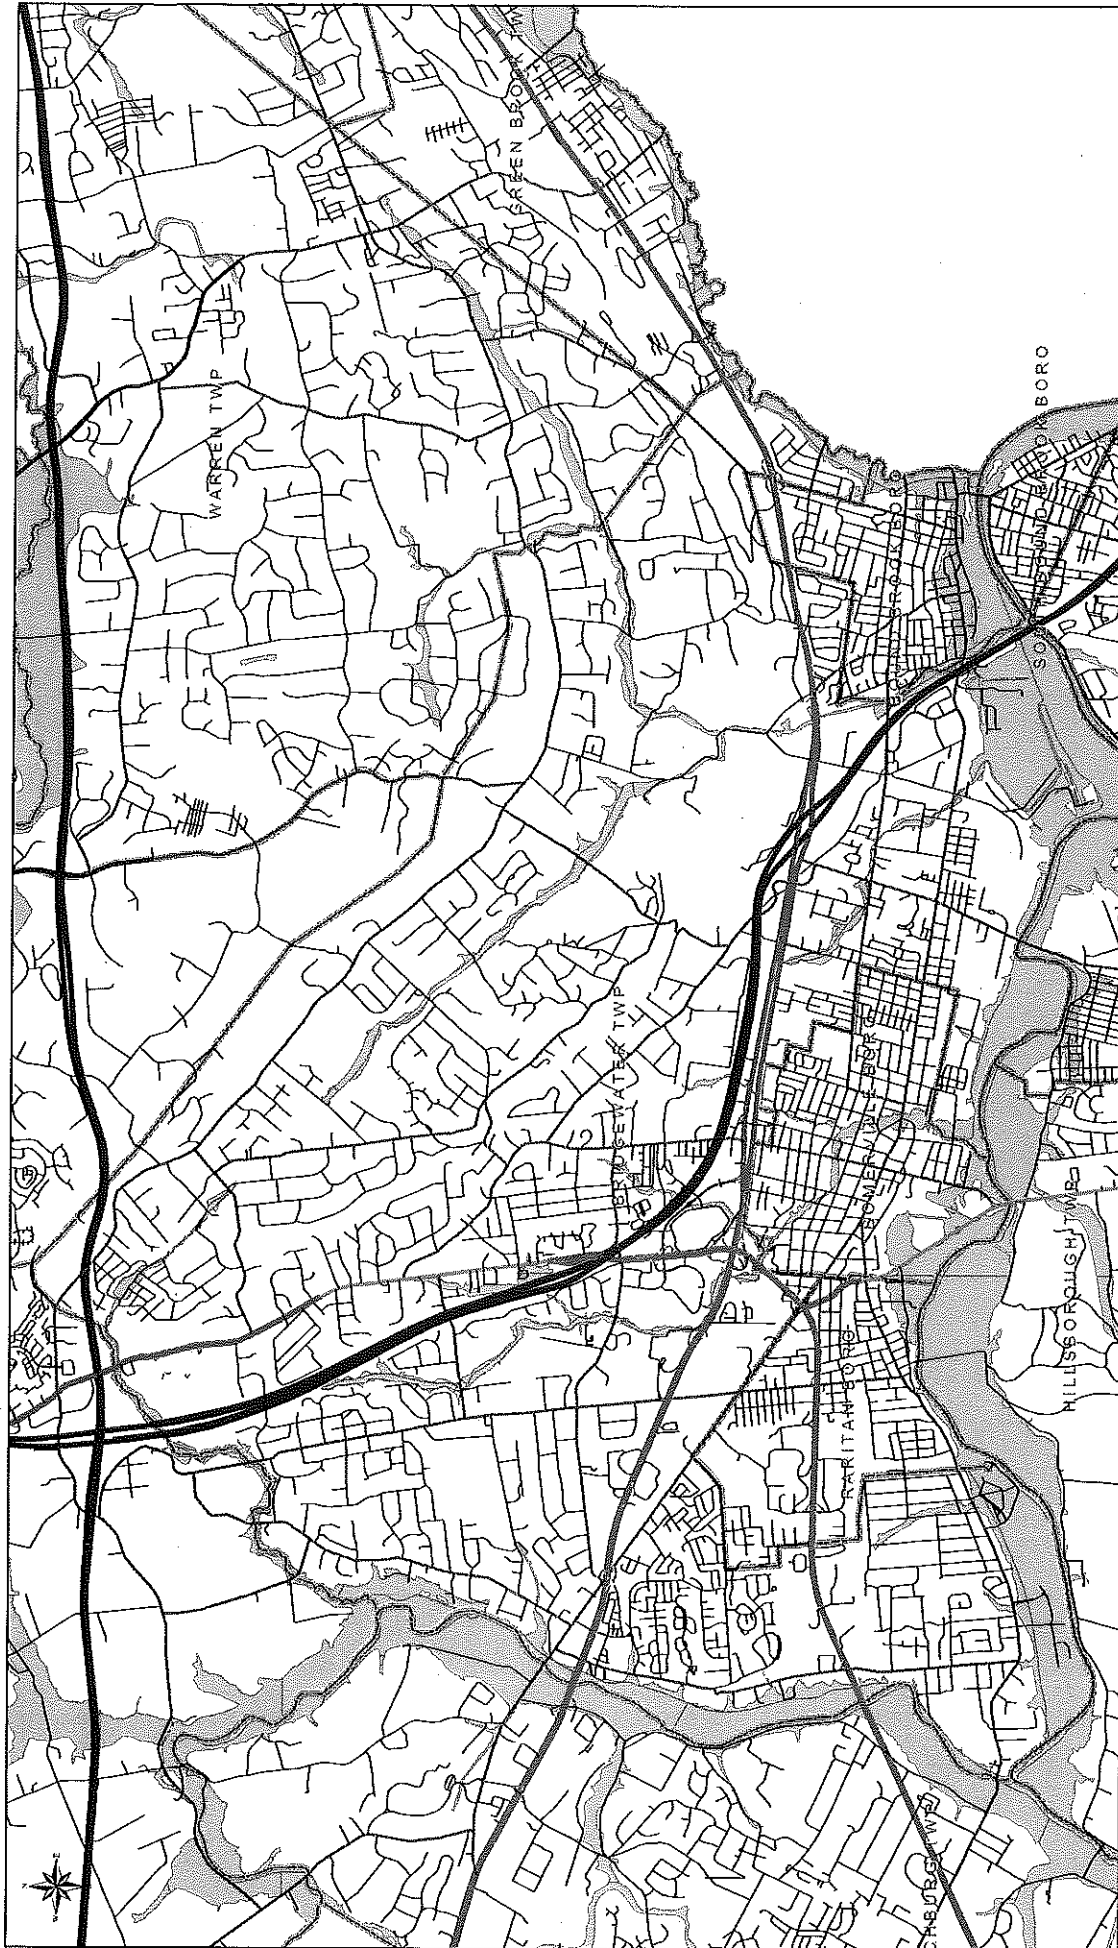 GREEN BROOK
WARREN TWP
BRIDGEWATER TWP
BOUND BROOK BORO
SOUTH BOUND BROOK BORO
SOMERVILLE BORO
RARITAN BORO
HILLSBOROUGH TWP
CHBURG TWP